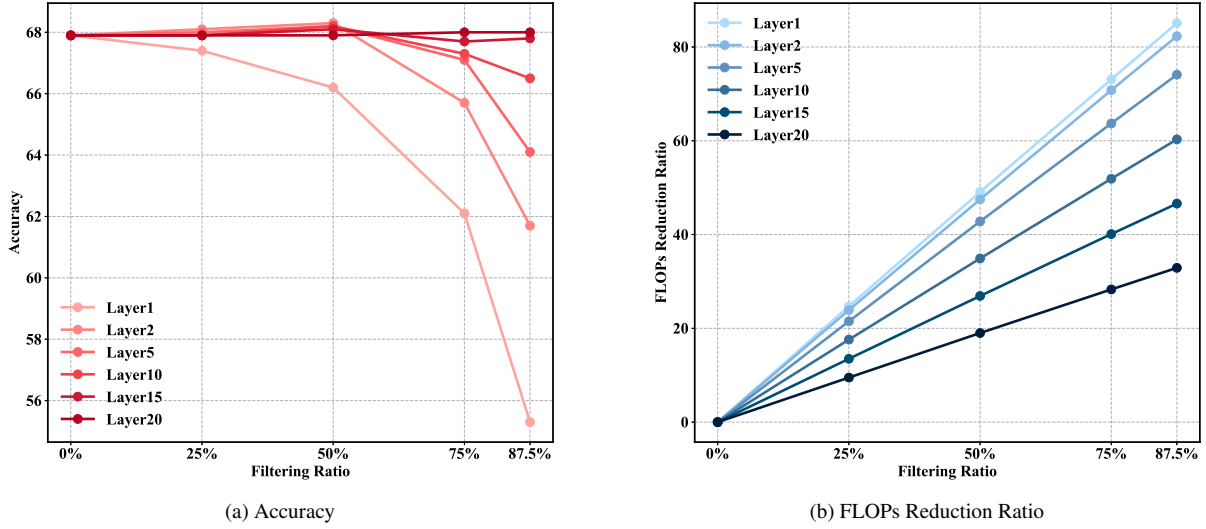 68
66
64
62
60
58
56
Accuracy
Layer1
Layer2
Layer5
Layer10
Layer15
Layer20
0%
25%
50%
75%
87.5%
Filtering Ratio
(a) Accuracy
80
60
40
20
0
FLOPs Reduction Ratio
Layer1
Layer2
Layer5
Layer10
Layer15
Layer20
0%
25%
50%
75%
87.5%
Filtering Ratio
(b) FLOPs Reduction Ratio